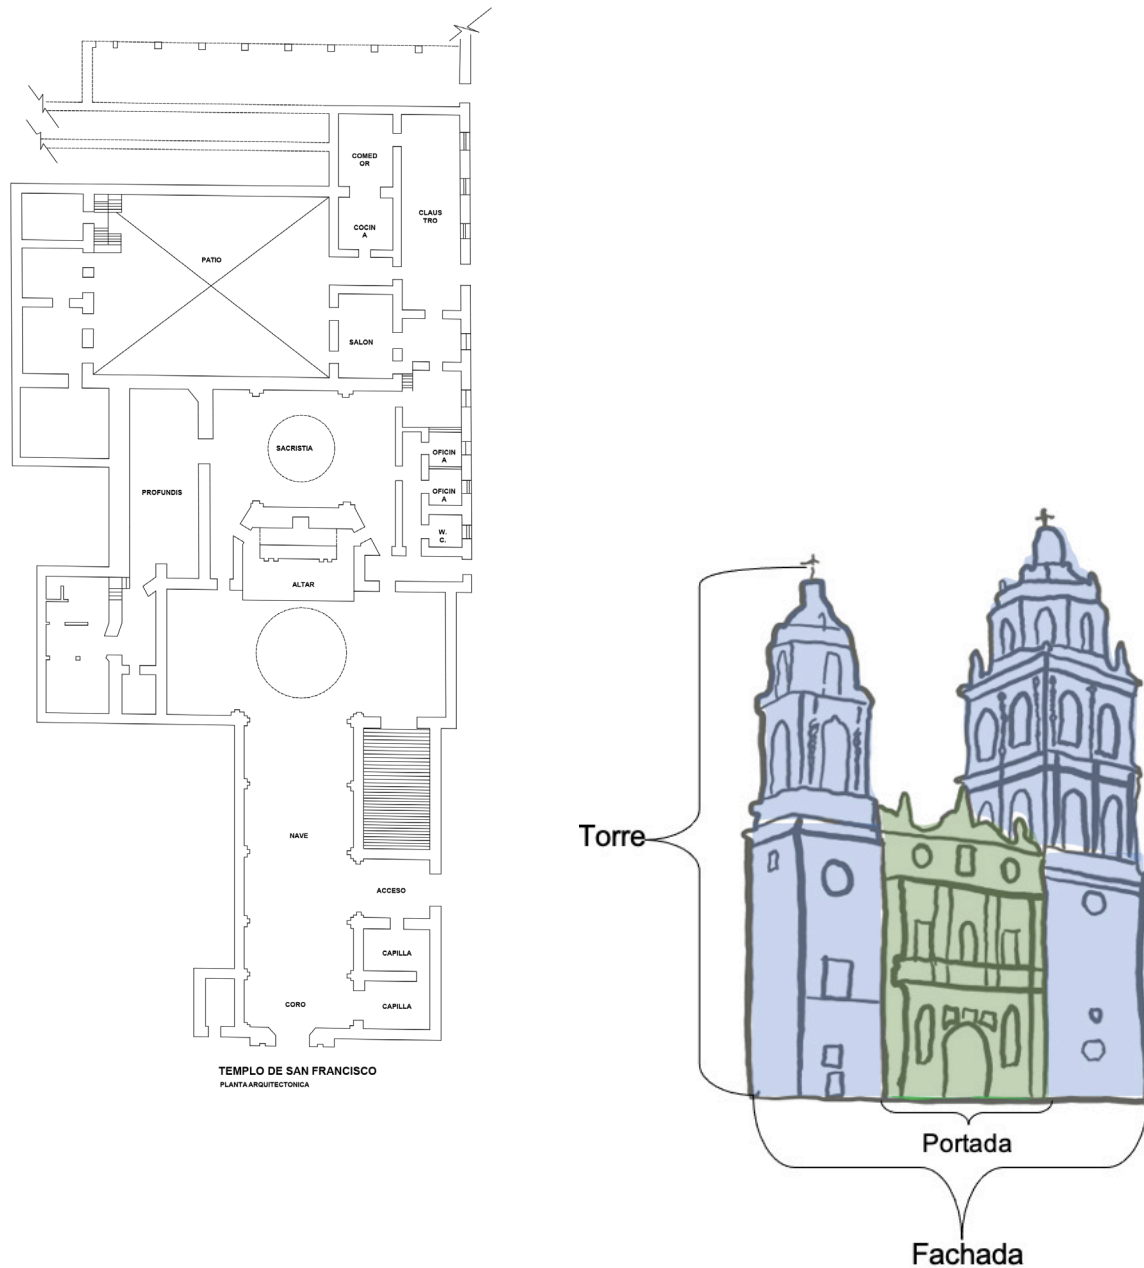 COMED
OR
CLAUS
TRO
COCIN
A
PATIO
SALON
SACRISTIA
OFICIN
A
PROFUNDIS
OFICIN
A
W.
C.
ALTAR
NAVE
ACCESO
CAPILLA
CORO
CAPILLA
TEMPLO DE SAN FRANCISCO
PLANTA ARQUITECTONICA
Torre
Portada
Fachada